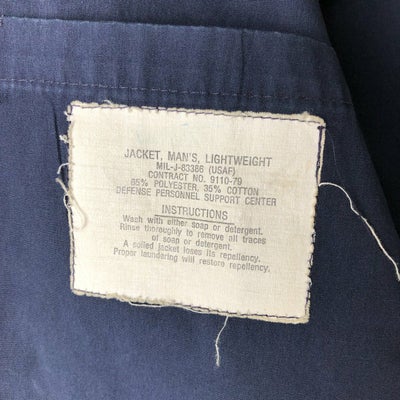 JACKET, MAN'S, LIGHTWEIGHT
MIL-J-83386 (USAF)
CONTRACT NO. 9110-79
65% POLYESTER, 35% COTTON
DEFENSE PERSONNEL SUPPORT CENTER
INSTRUCTIONS
Wash with either soap or detergent.
Rinse thoroughly to remove all traces
of soap or detergent.
A soiled jacket loses its repellency.
Proper laundering will restore repellency.